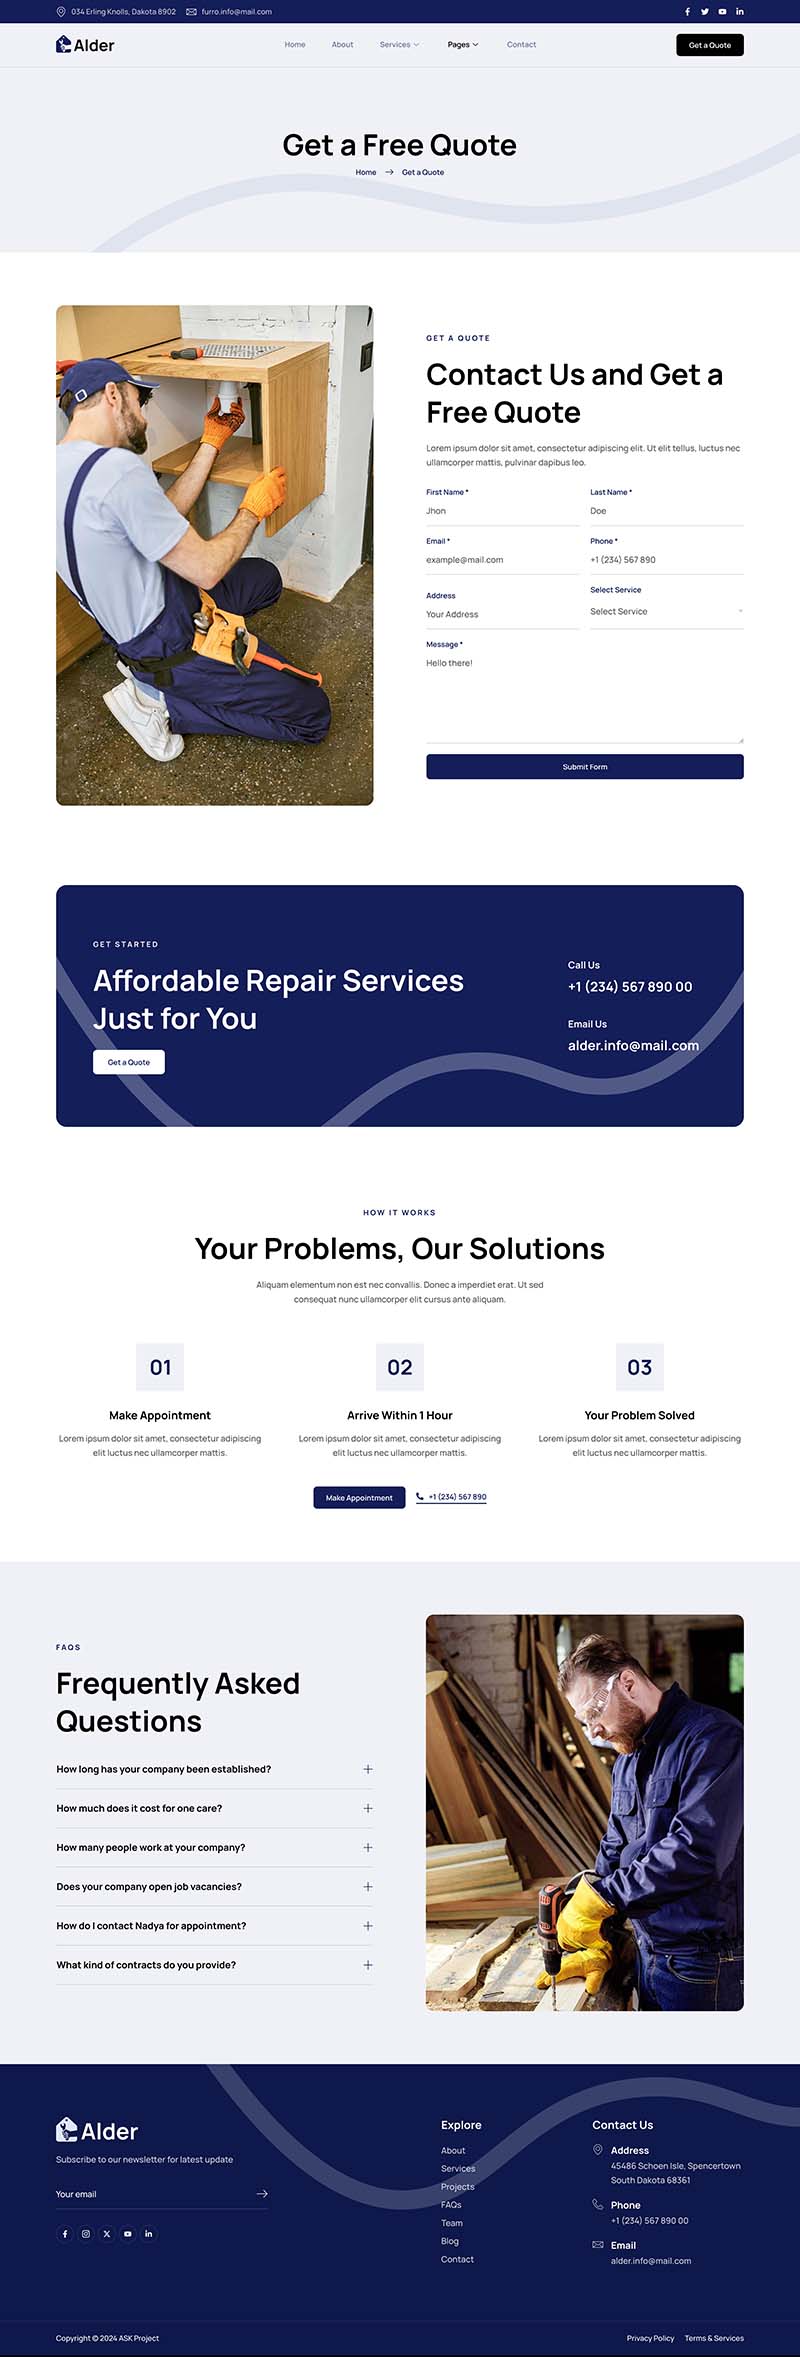 034 Erling Knolls, Dakota 8902 furro.info@mail.com
Alder Home About Services Pages Contact Get a Quote
Get a Free Quote
Home Get a Quote
GET A QUOTE
Contact Us and Get a
Free Quote
Lorem ipsum dolor sit amet, consectetur adipiscing elit. Ut elit tellus, luctus nec
ullamcorper mattis, pulvinar dapibus leo.
First Name * Last Name *
Jhon Doe
Email * Phone *
example@mail.com +1 (234) 567 890
Address Select Service
Your Address Select Service
Message *
Hello there!
Submit Form
GET STARTED
Affordable Repair Services
Just for You
Get a Quote
Call Us
+1 (234) 567 890 00
Email Us
alder.info@mail.com
HOW IT WORKS
Your Problems, Our Solutions
Aliquam elementum non est nec convallis. Donec a imperdiet erat. Ut sed
consequat nunc ullamcorper elit cursus ante aliquam.
01
Make Appointment
Lorem ipsum dolor sit amet, consectetur adipiscing
elit luctus nec ullamcorper mattis.
02
Arrive Within 1 Hour
Lorem ipsum dolor sit amet, consectetur adipiscing
elit luctus nec ullamcorper mattis.
03
Your Problem Solved
Lorem ipsum dolor sit amet, consectetur adipiscing
elit luctus nec ullamcorper mattis.
Make Appointment +1 (234) 567 890
FAQS
Frequently Asked
Questions
How long has your company been established?
How much does it cost for one care?
How many people work at your company?
Does your company open job vacancies?
How do I contact Nadya for appointment?
What kind of contracts do you provide?
Alder
Subscribe to our newsletter for latest update
Your email
Explore
About
Services
Projects
FAQs
Team
Blog
Contact
Contact Us
Address
45486 Schoen Isle, Spencertown
South Dakota 68361
Phone
+1 (234) 567 890 00
Email
alder.info@mail.com
Copyright © 2024 ASK Project Privacy Policy Terms & Services